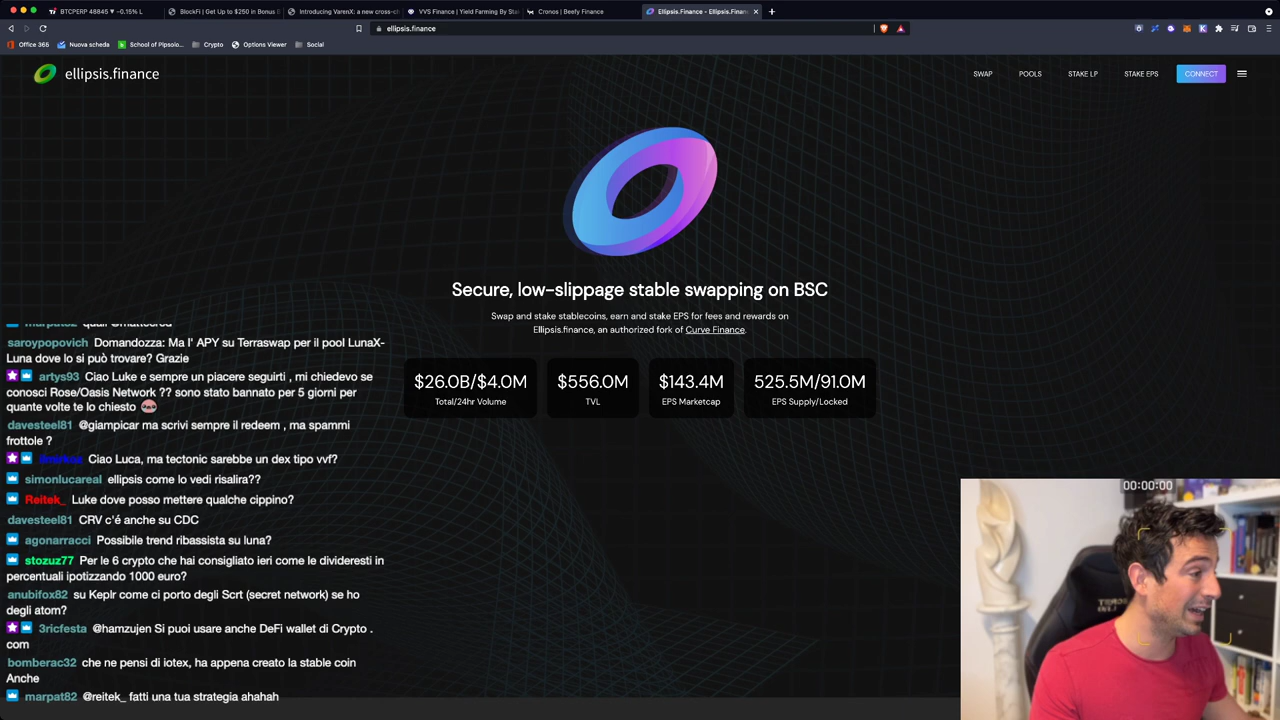 BTCPERP 48845 ▼ -0.15% L
BlockFi | Get Up to $250 in Bonus B
Introducing VarenX: a new cross-ch
VVS Finance | Yield Farming By Sta
Cronos | Beefy Finance
Ellipsis.Finance - Ellipsis.Finan
ellipsis.finance
Office 365
Nuova scheda
School of Pipsolo...
Crypto
Options Viewer
Social
ellipsis.finance
SWAP
POOLS
STAKE LP
STAKE EPS
CONNECT
Secure, low-slippage stable swapping on BSC
Swap and stake stablecoins, earn and stake EPS for fees and rewards on
Ellipsis.finance, an authorized fork of Curve Finance.
$26.0B/$4.0M
Total/24hr Volume
$556.0M
TVL
$143.4M
EPS Marketcap
525.5M/91.0M
EPS Supply/Locked
saroypopovich Domandozza: Ma l' APY su Terraswap per il pool LunaX-
Luna dove lo si può trovare? Grazie
artys93 Ciao Luke e sempre un piacere seguirti , mi chiedevo se
conosci Rose/Oasis Network ?? sono stato bannato per 5 giorni per
quante volte te lo chiesto
davesteel81 @giampicar ma scrivi sempre il redeem , ma spammi
frottole ?
Ciao Luca, ma tectonic sarebbe un dex tipo vvf?
simonlucareal ellipsis come lo vedi risalira??
Reitek_ Luke dove posso mettere qualche cippino?
davesteel81 CRV c'é anche su CDC
agonarracci Possibile trend ribassista su luna?
stozuz77 Per le 6 crypto che hai consigliato ieri come le divideresti in
percentuali ipotizzando 1000 euro?
anubifox82 su Keplr come ci porto degli Scrt (secret network) se ho
degli atom?
3ricfesta @hamzujen Si puoi usare anche DeFi wallet di Crypto .
com
bomberac32 che ne pensi di iotex, ha appena creato la stable coin
Anche
marpat82 @reitek_ fatti una tua strategia ahahah
00:00:00